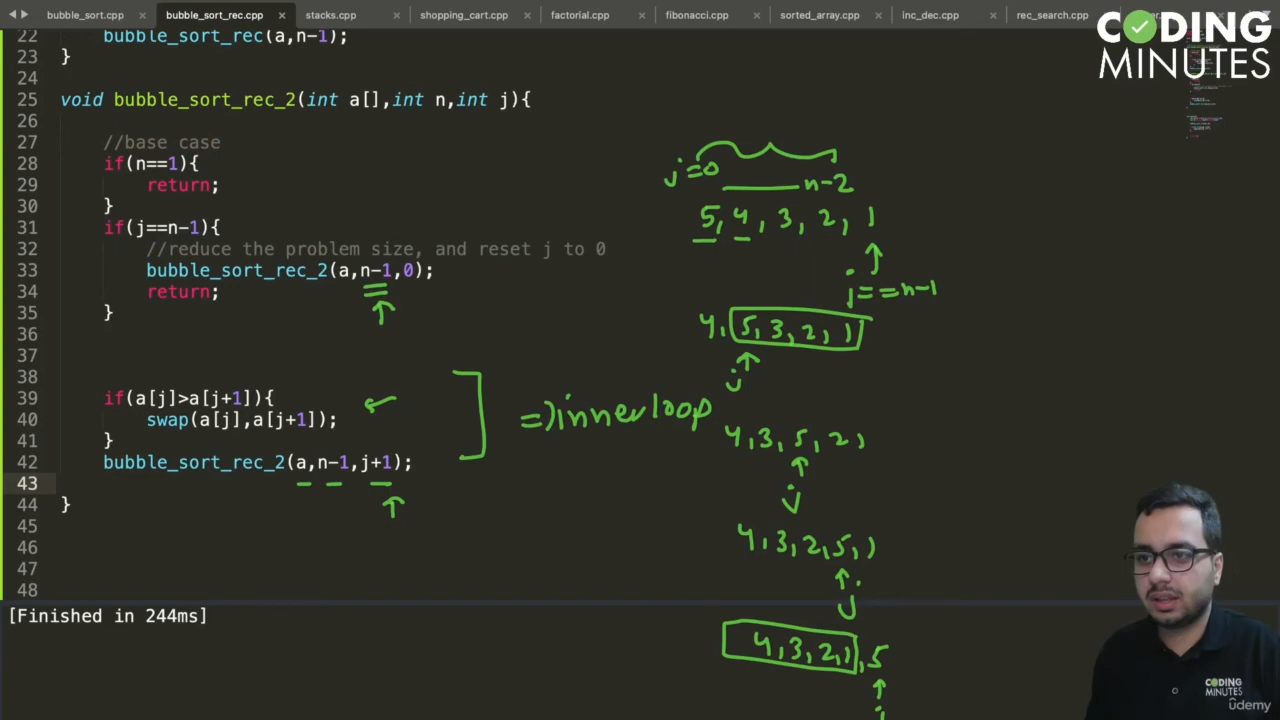 bubble_sort.cpp × bubble_sort_rec.cpp × stacks.cpp × shopping_cart.cpp × factorial.cpp × fibonacci.cpp × sorted_array.cpp × inc_dec.cpp × rec_search.cpp
CODING
MINUTES
22 bubble_sort_rec(a,n-1);
23 }
24
25 void bubble_sort_rec_2(int a[],int n,int j){
26
27 //base case
28 if(n==1){
29 return;
30 }
31 if(j==n-1){
32 //reduce the problem size, and reset j to 0
33 bubble_sort_rec_2(a,n-1,0);
34 return;
35 }
36
37
38
39 if(a[j]>a[j+1]){
40 swap(a[j],a[j+1]);
41 }
42 bubble_sort_rec_2(a,n-1,j+1);
43
44 }
45
46
47
48
j=0
n-2
5, 4, 3, 2, 1
j==n-1
4, 5, 3, 2, 1
j
=> inner loop
4, 3, 5, 2,
j
4, 3, 2, 5, 1
j
4, 3, 2, 1, 5
j
[Finished in 244ms]
CODING
MINUTES
udemy